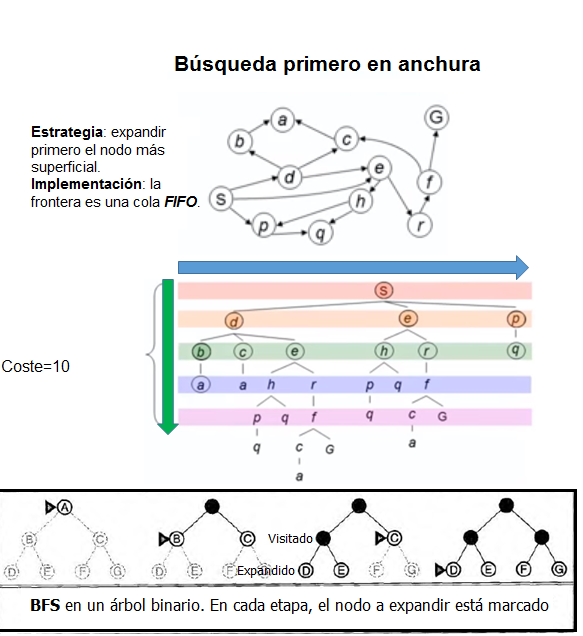 Búsqueda primero en anchura
Estrategia: expandir
primero el nodo más
superficial.
Implementación: la
frontera es una cola FIFO.
a
G
b
c
d
e
f
S
h
p
q
r
S
d e p
b c e h r q
a a h r p q f
p q f q c G
q c G a
a
Coste=10
A
B C
D E F G
B C
D E F G
Visitado
C
Expandido D E F G
D E F G
BFS en un árbol binario. En cada etapa, el nodo a expandir está marcado